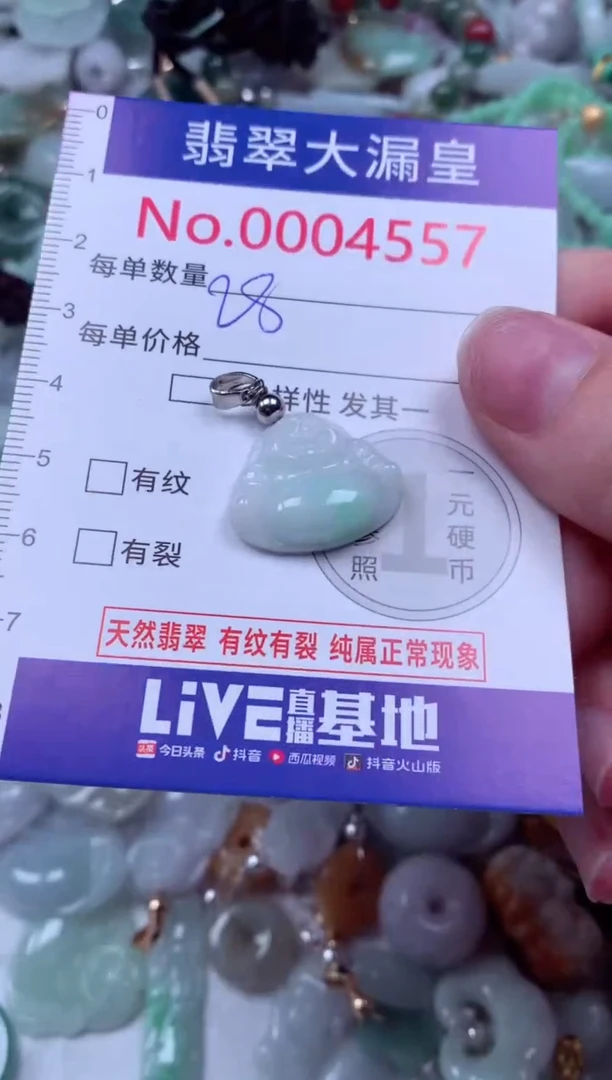 0
1
2
3
4
5
6
7
翡翠大漏皇
No.0004557
每单数量 28
每单价格
样性 发其一
有纹
有裂
一元硬币
1
照
天然翡翠 有纹有裂 纯属正常现象
LiVE直播基地
头条 今日头条 抖音 西瓜视频 抖音火山版